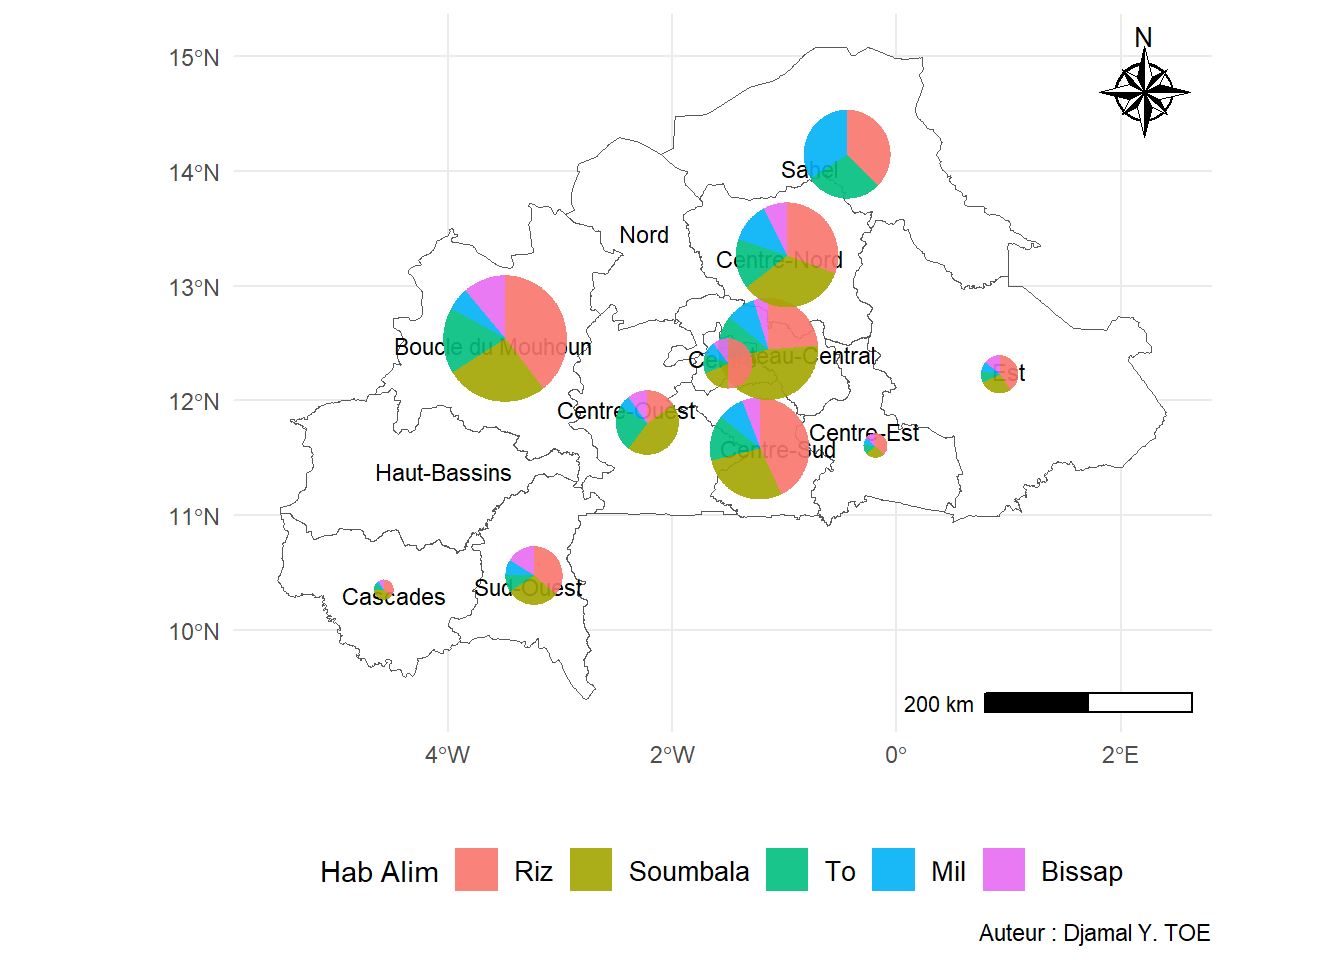 N
15°N
14°N
13°N
12°N
11°N
10°N
Sahel
Nord
Centre-Nord
Boucle du Mouhoun
Centre-Ouest
Est
Centre-Est
Centre-Sud
Haut-Bassins
Sud-Ouest
Cascades
200 km
4°W
2°W
0°
2°E
Hab Alim
Riz
Soumbala
To
Mil
Bissap
Auteur : Djamal Y. TOE